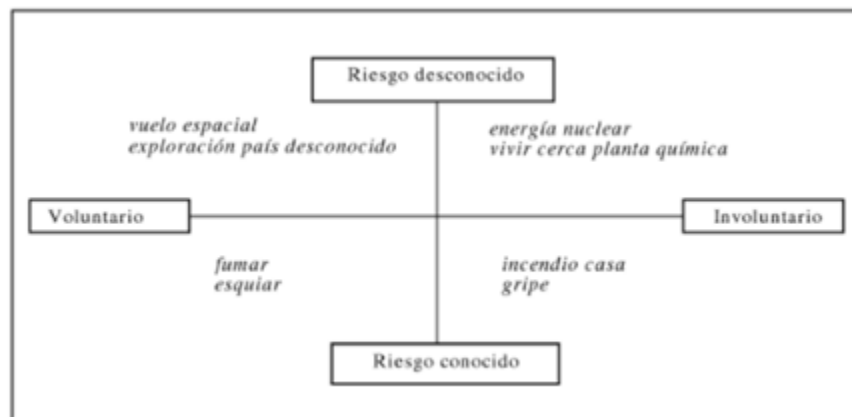 Riesgo desconocido
vuelo espacial
exploración país desconocido
energía nuclear
vivir cerca planta química
Voluntario
Involuntario
fumar
esquiar
incendio casa
gripe
Riesgo conocido